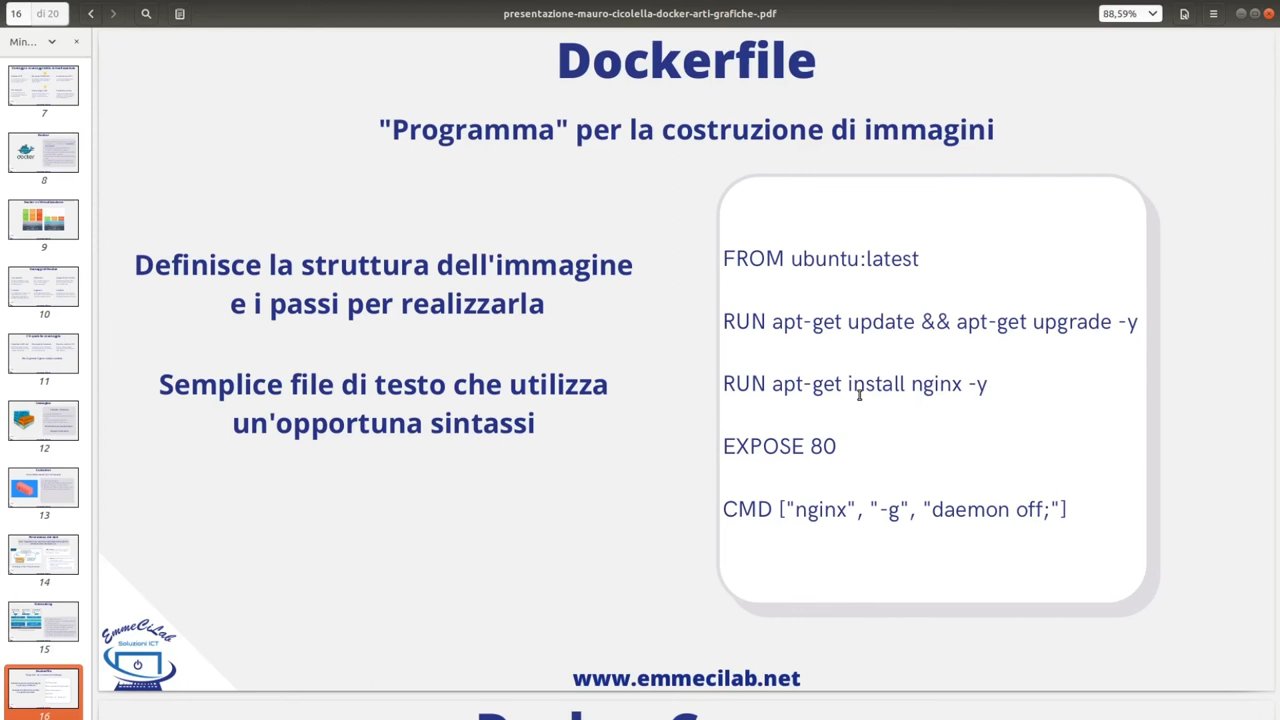 16
di 20
presentazione-mauro-cicolella-docker-arti-grafiche-.pdf
88,59%
Min...
7
8
docker
9
10
11
12
13
14
15
16
Dockerfile
"Programma" per la costruzione di immagini
Definisce la struttura dell'immagine
e i passi per realizzarla
Semplice file di testo che utilizza
un'opportuna sintassi
FROM ubuntu:latest
RUN apt-get update && apt-get upgrade -y
RUN apt-get install nginx -y
EXPOSE 80
CMD ["nginx", "-g", "daemon off;"]
EmmeCiLab
Soluzioni ICT
www.emmecilab.net